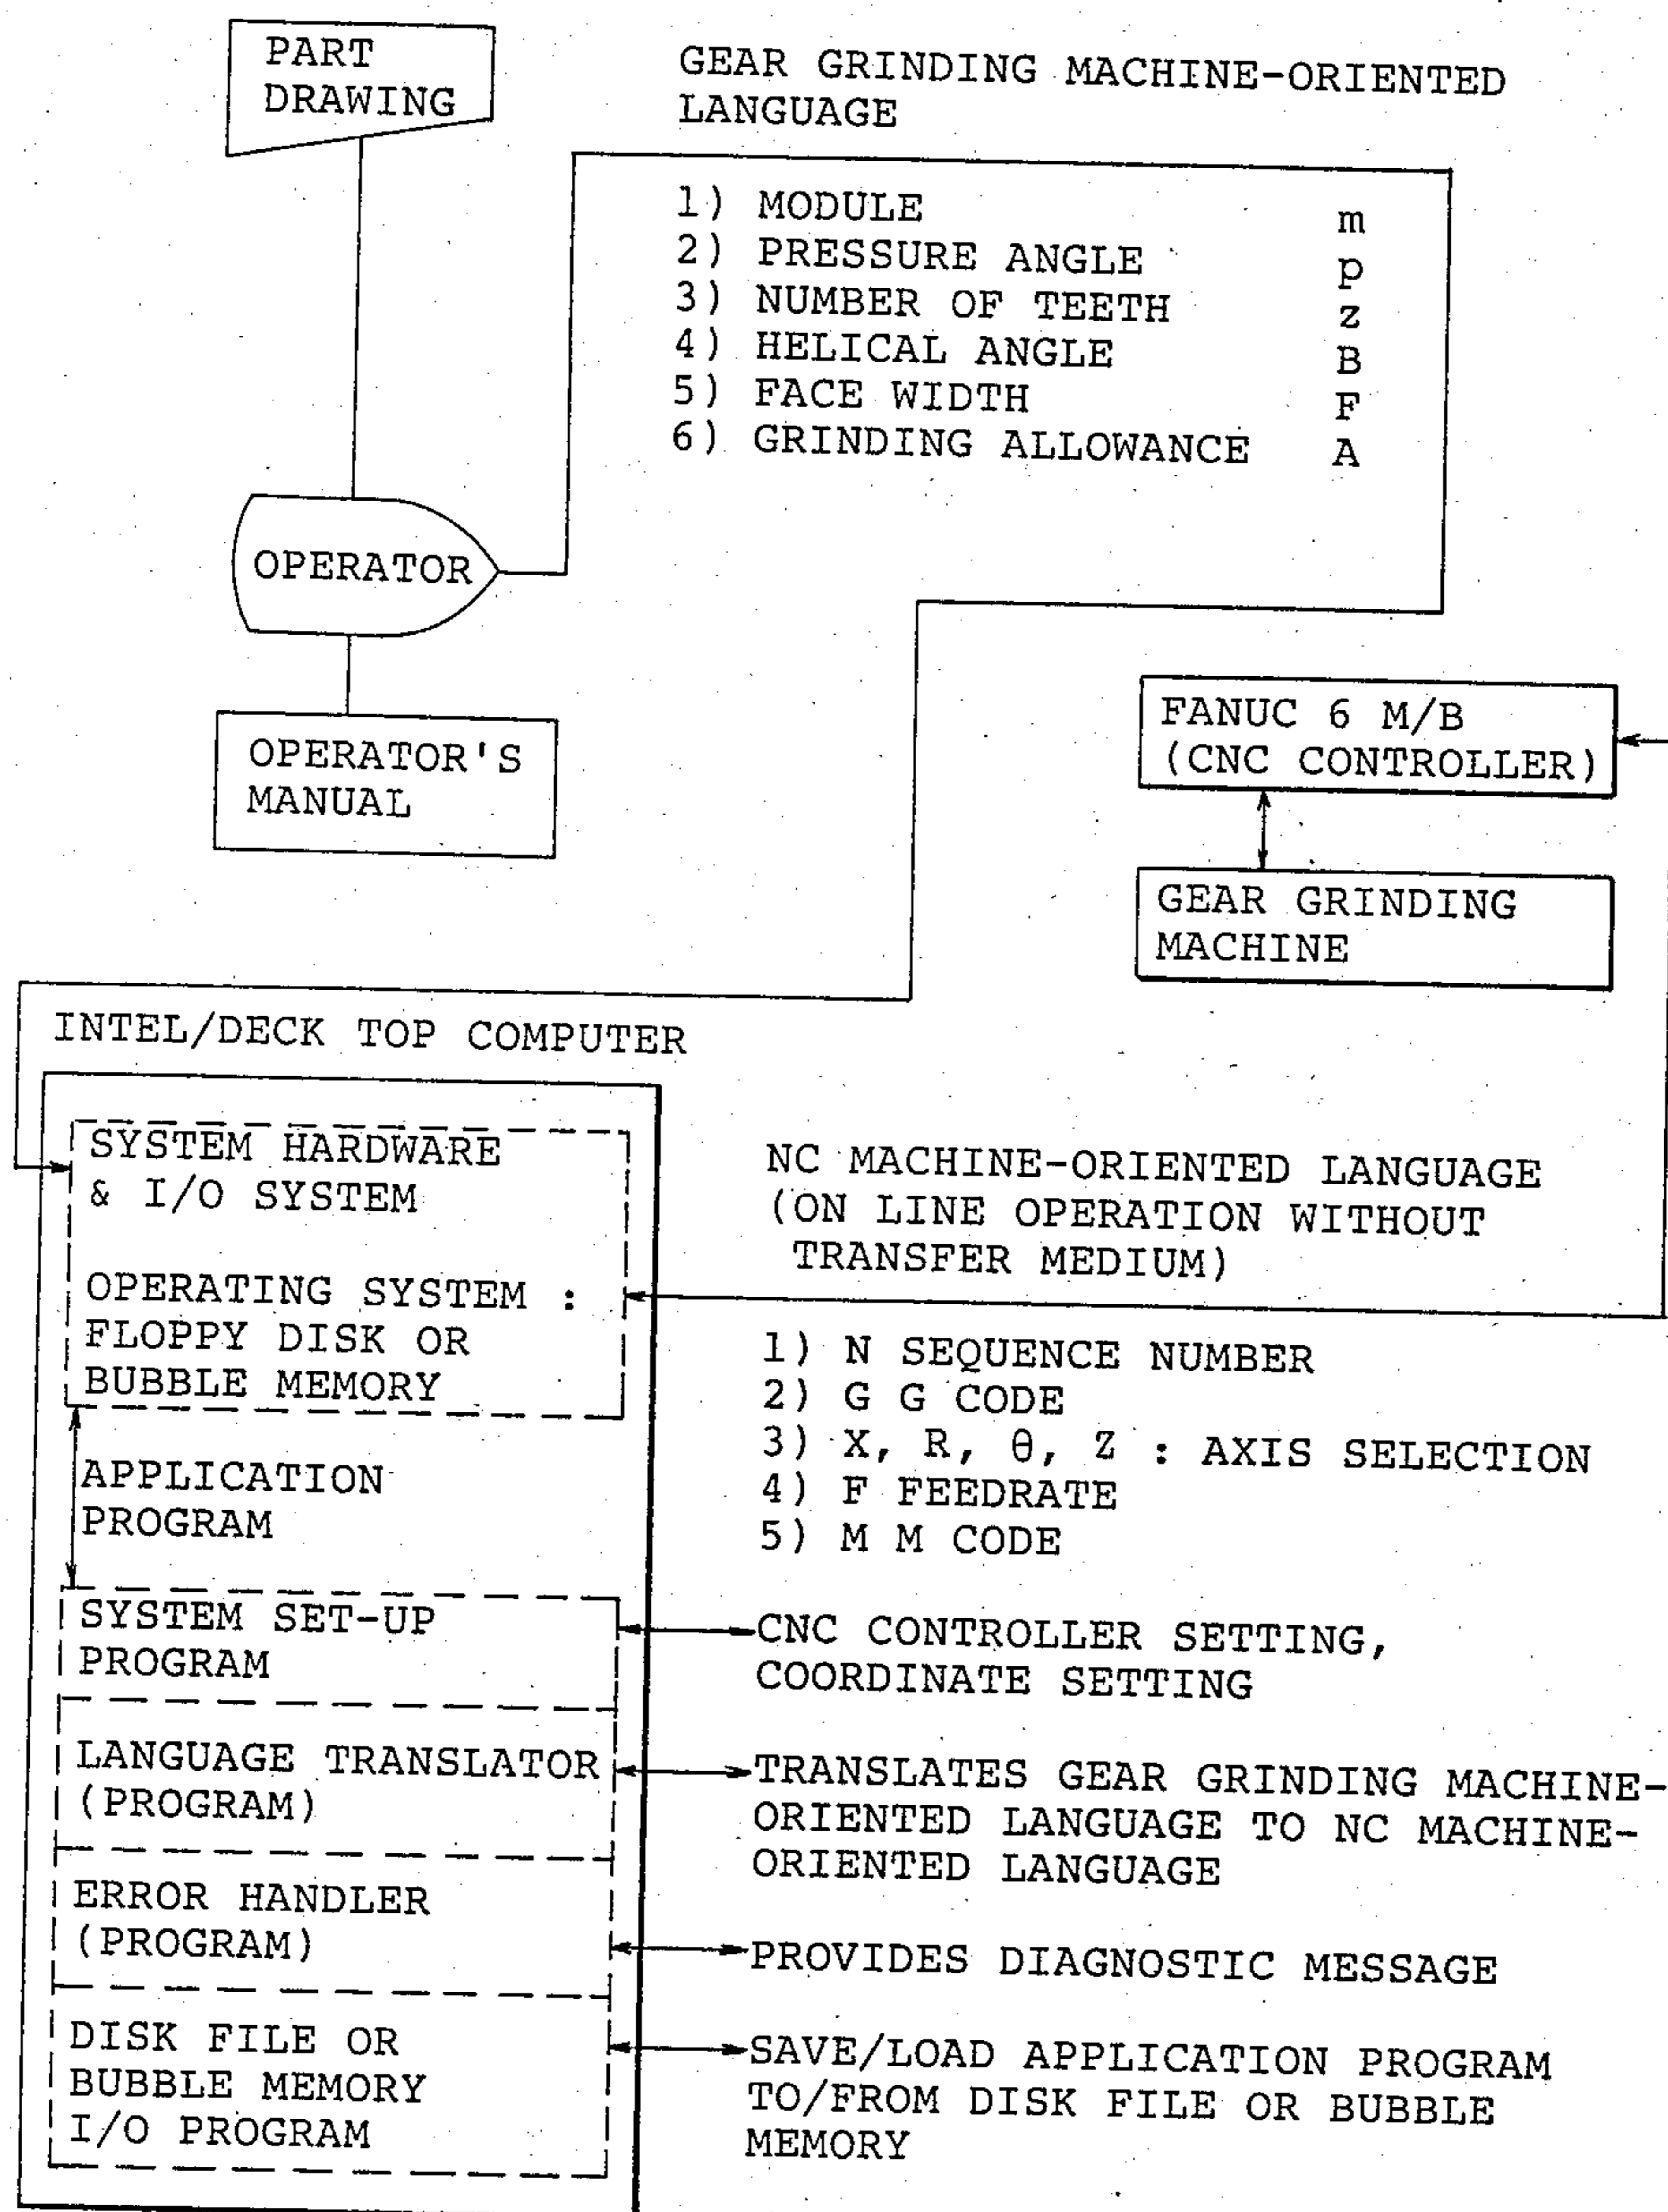 PART
DRAWING
GEAR GRINDING MACHINE-ORIENTED
LANGUAGE
1) MODULE m
2) PRESSURE ANGLE p
3) NUMBER OF TEETH z
4) HELICAL ANGLE B
5) FACE WIDTH F
6) GRINDING ALLOWANCE A
OPERATOR
OPERATOR'S
MANUAL
FANUC 6 M/B
(CNC CONTROLLER)
GEAR GRINDING
MACHINE
INTEL/DECK TOP COMPUTER
SYSTEM HARDWARE
& I/O SYSTEM
OPERATING SYSTEM :
FLOPPY DISK OR
BUBBLE MEMORY
NC MACHINE-ORIENTED LANGUAGE
(ON LINE OPERATION WITHOUT
TRANSFER MEDIUM)
1) N SEQUENCE NUMBER
2) G G CODE
3) X, R, θ, Z : AXIS SELECTION
4) F FEEDRATE
5) M M CODE
APPLICATION
PROGRAM
SYSTEM SET-UP
PROGRAM
CNC CONTROLLER SETTING,
COORDINATE SETTING
LANGUAGE TRANSLATOR
(PROGRAM)
TRANSLATES GEAR GRINDING MACHINE-
ORIENTED LANGUAGE TO NC MACHINE-
ORIENTED LANGUAGE
ERROR HANDLER
(PROGRAM)
PROVIDES DIAGNOSTIC MESSAGE
DISK FILE OR
BUBBLE MEMORY
I/O PROGRAM
SAVE/LOAD APPLICATION PROGRAM
TO/FROM DISK FILE OR BUBBLE
MEMORY